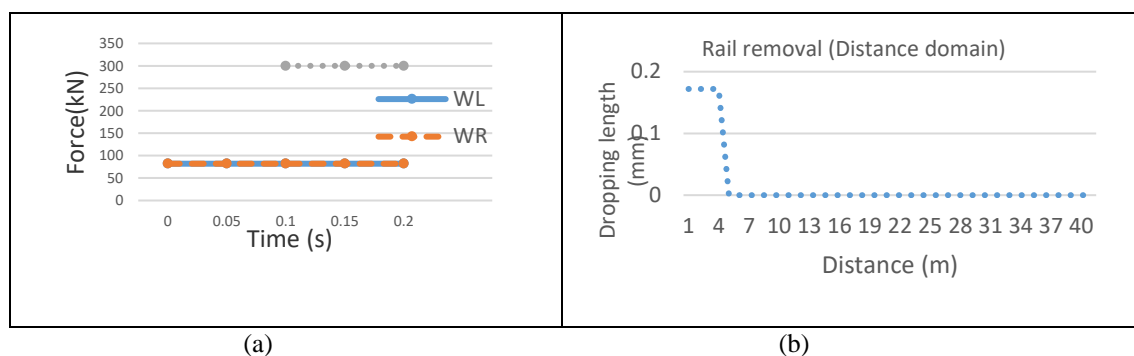 350
300
250
200
150
100
50
0
Force(kN)
WL
WR
0 0.05 0.1 0.15 0.2
Time (s)
(a)
Rail removal (Distance domain)
0.2
0.1
0
Dropping length
(mm)
1 4 7 10 13 16 19 22 25 28 31 34 37 40
Distance (m)
(b)